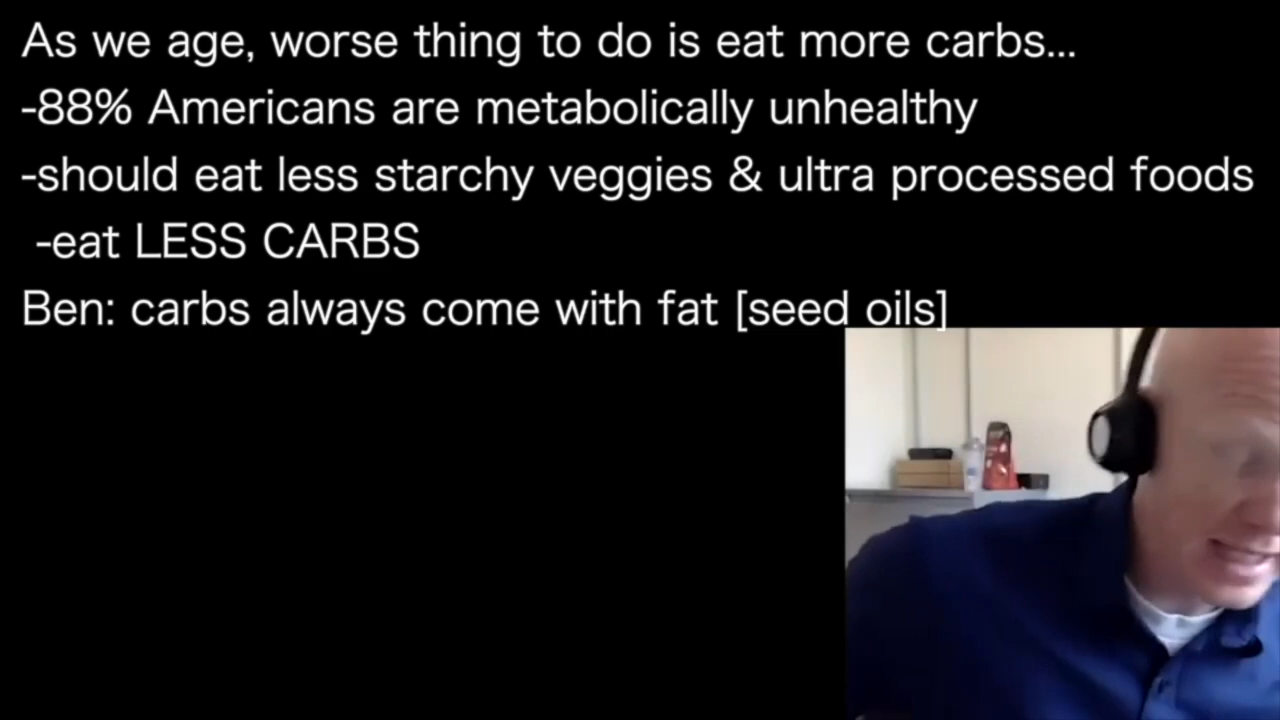 As we age, worse thing to do is eat more carbs...
-88% Americans are metabolically unhealthy
-should eat less starchy veggies & ultra processed foods
-eat LESS CARBS
Ben: carbs always come with fat [seed oils]